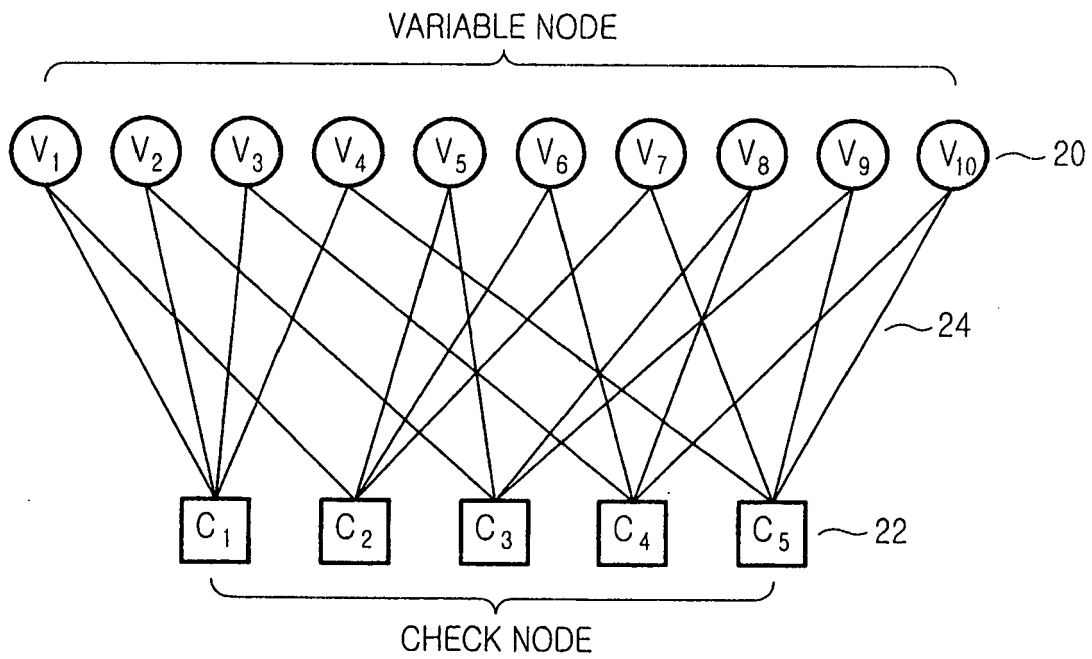 VARIABLE NODE
V1 V2 V3 V4 V5 V6 V7 V8 V9 V10 20
24
C1 C2 C3 C4 C5 22
CHECK NODE